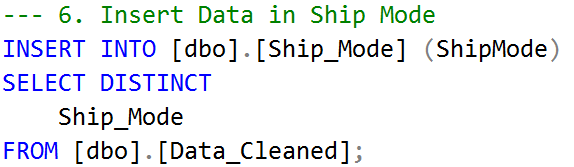 --- 6. Insert Data in Ship Mode
INSERT INTO [dbo].[Ship_Mode] (ShipMode)
SELECT DISTINCT
    Ship_Mode
FROM [dbo].[Data_Cleaned];